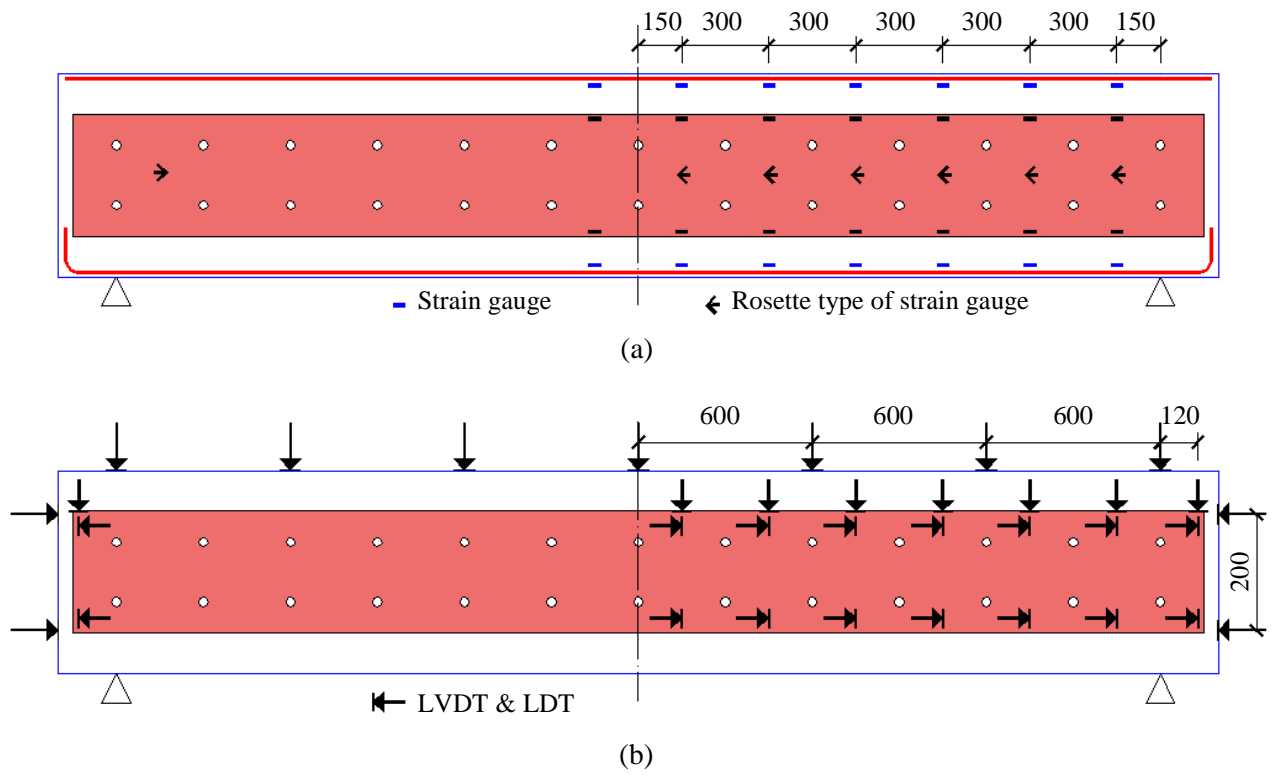 150 300 300 300 300 300 150
Strain gauge
Rosette type of strain gauge
(a)
600 600 600 120
200
LVDT & LDT
(b)